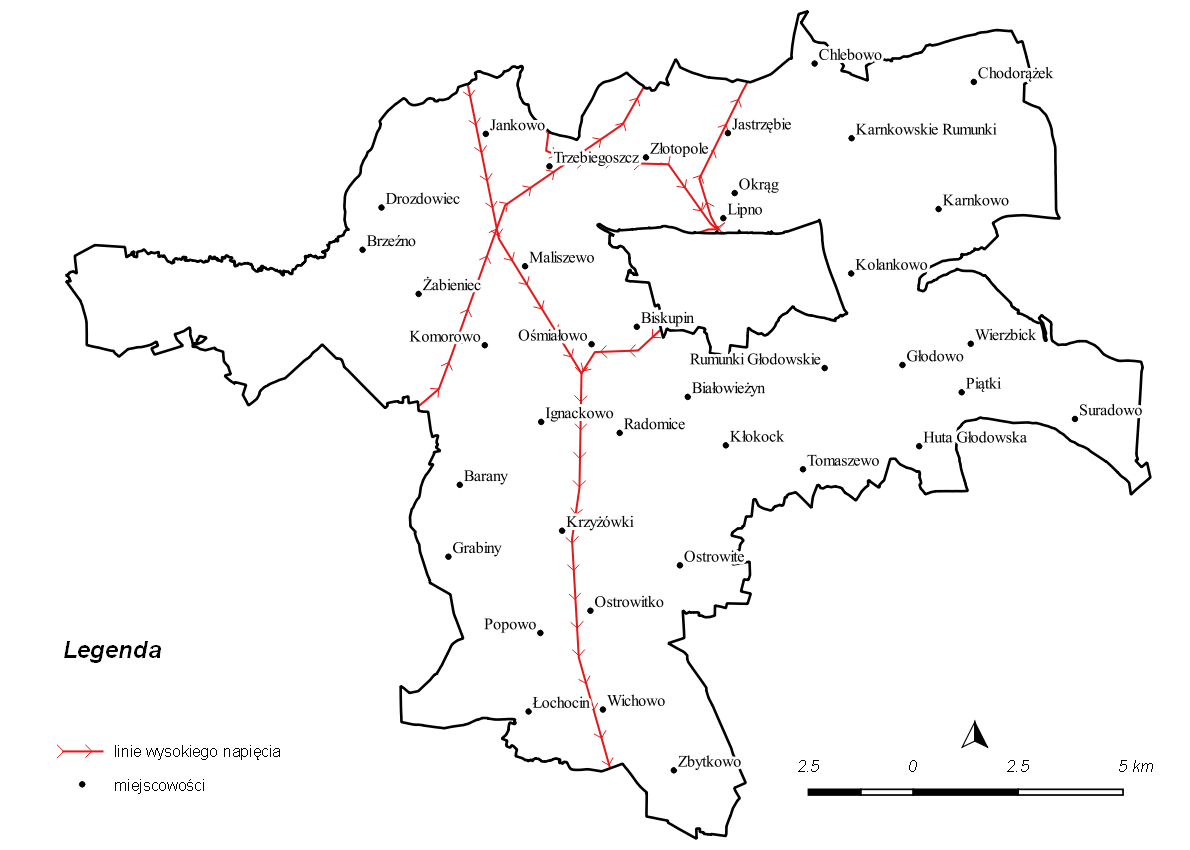 Chlebowo
Chodorążek
Jankowo
Jastrzębie
Karnkowskie Rumunki
Trzebiegoszcz
Złotopole
Okrąg
Drozdowiec
Lipno
Karnkowo
Brzeźno
Maliszewo
Kolankowo
Żabieniec
Biskupin
Komorowo
Ośmiałowo
Wierzbick
Rumunki Głodowskie
Głodowo
Białowieżyn
Piątki
Ignackowo
Radomice
Suradowo
Kłokock
Huta Głodowska
Tomaszewo
Barany
Krzyżówki
Grabiny
Ostrowite
Ostrowitko
Popowo
Legenda
Łochocin
Wichowo
linie wysokiego napięcia
Zbytkowo
2.5 0 2.5 5 km
miejscowości